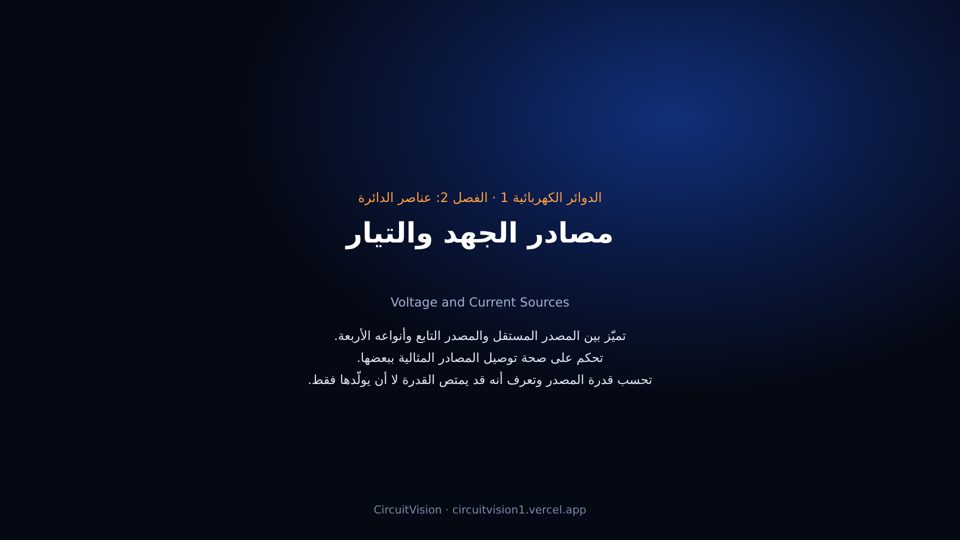 الدوائر الكهربائية 1 · الفصل 2: عناصر الدائرة
مصادر الجهد والتيار
Voltage and Current Sources
تميّز بين المصدر المستقل والمصدر التابع وأنواعه الأربعة.
تحكم على صحة توصيل المصادر المثالية ببعضها.
تحسب قدرة المصدر وتعرف أنه قد يمتص القدرة لا أن يولّدها فقط.
CircuitVision · circuitvision1.vercel.app